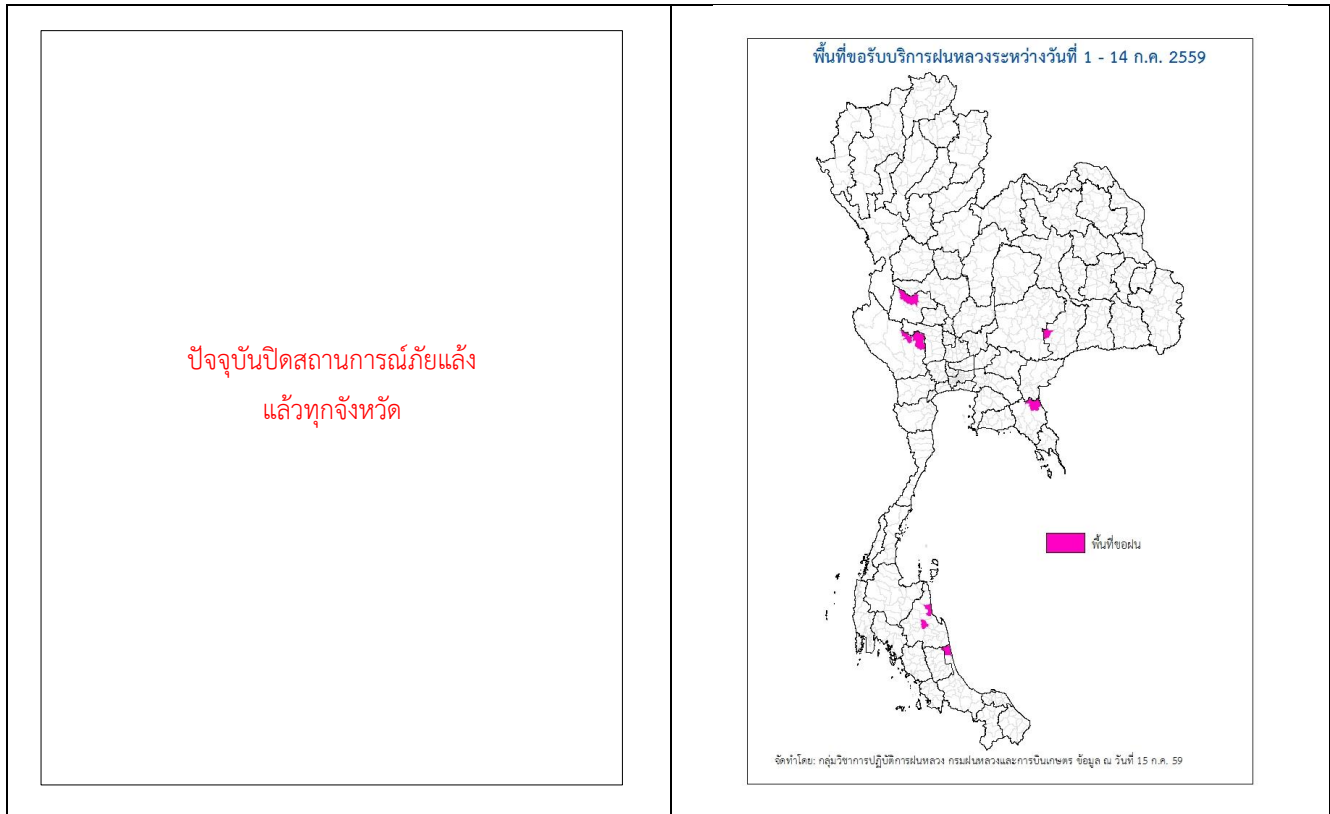 ปัจจุบันปิดสถานการณ์ภัยแล้ง
แล้วทุกจังหวัด
พื้นที่ขอรับบริการฝนหลวงระหว่างวันที่ 1 - 14 ก.ค. 2559
พื้นที่ขอฝน
จัดทำโดย: กลุ่มวิชาการปฏิบัติการฝนหลวง กรมฝนหลวงและการบินเกษตร ข้อมูล ณ วันที่ 15 ก.ค. 59